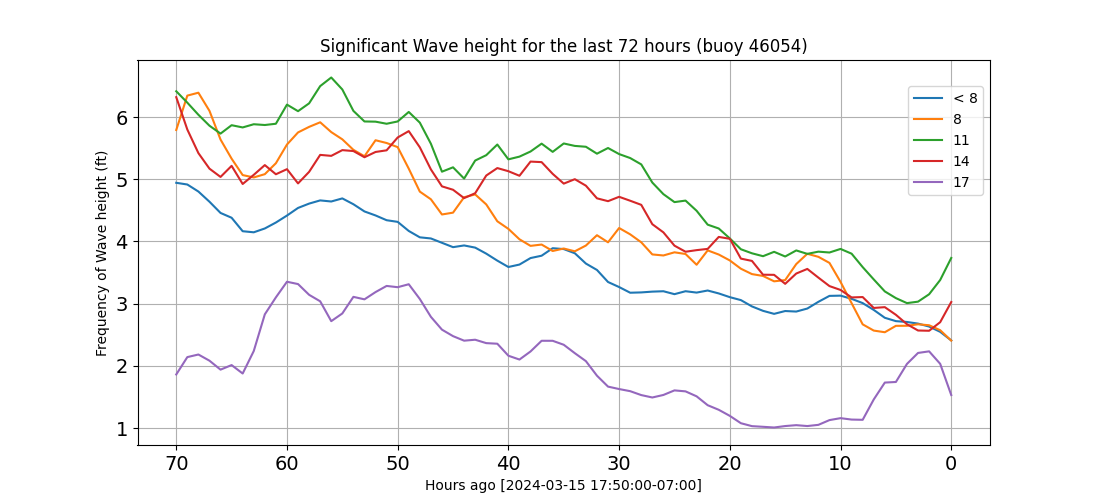 Significant Wave height for the last 72 hours (buoy 46054)
Frequency of Wave height (ft)
6
5
4
3
2
1
< 8
8
11
14
17
70 60 50 40 30 20 10 0
Hours ago [2024-03-15 17:50:00-07:00]